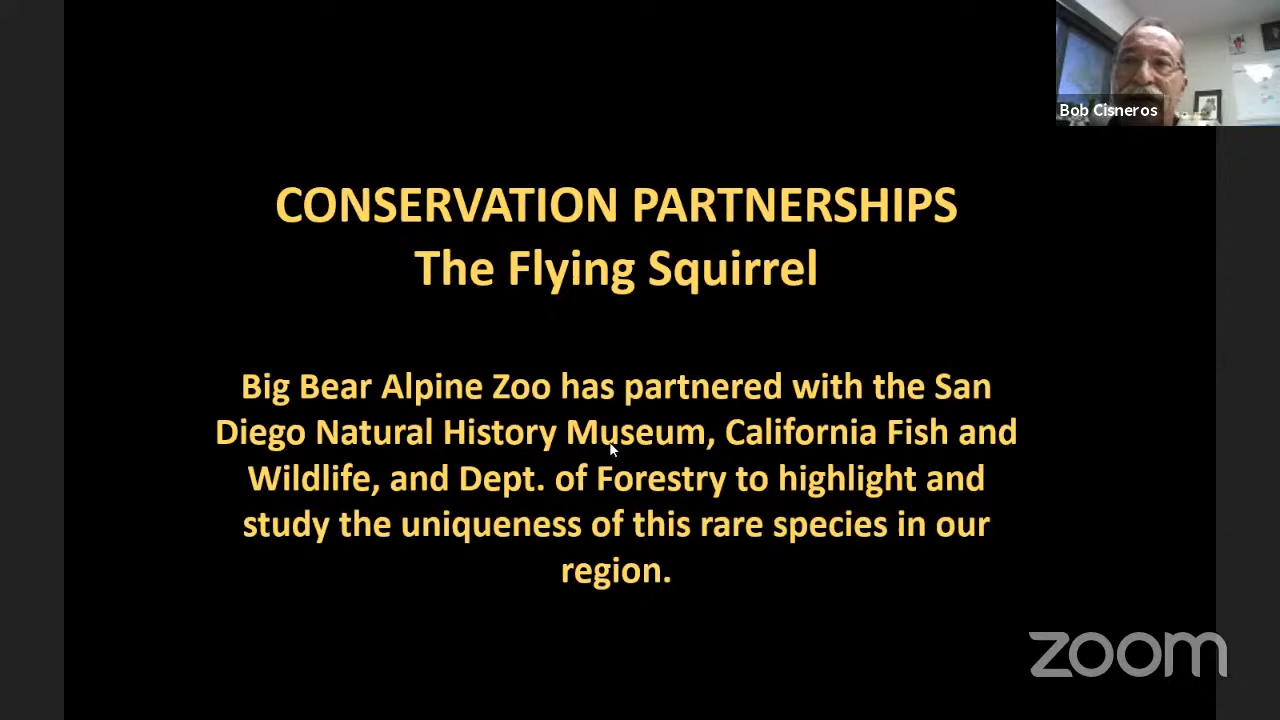 Bob Cisneros
CONSERVATION PARTNERSHIPS
The Flying Squirrel
Big Bear Alpine Zoo has partnered with the San
Diego Natural History Museum, California Fish and
Wildlife, and Dept. of Forestry to highlight and
study the uniqueness of this rare species in our
region.
zoom